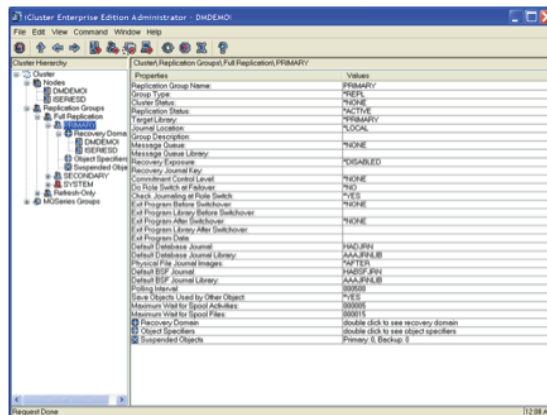 iCluster Enterprise Edition Administrator - DMDEMOI
File Edit View Command Window Help
Cluster Hierarchy
Cluster
Nodes
DMDEMOI
ISERIESD
Replication Groups
Full Replication
PRIMARY
Recovery Doma
DMDEMOI
ISERIESD
Object Specifiers
Suspended Obje
SECONDARY
SYSTEM
Refresh-Only
MQSeries Groups
Cluster\Replication Groups\Full Replication\PRIMARY
Properties Values
Replication Group Name: PRIMARY
Group Type: *REPL
Cluster Status: *NONE
Replication Status: *ACTIVE
Target Library: *PRIMARY
Journal Location: *LOCAL
Group Description:
Message Queue: *NONE
Message Queue Library:
Recovery Exposure: *DISABLED
Recovery Journal Key:
Commitment Control Level: *NONE
Do Role Switch at Failover: *NO
Check Journaling at Role Switch: *YES
Exit Program Before Switchover: *NONE
Exit Program Library Before Switchover:
Exit Program After Switchover: *NONE
Exit Program Library After Switchover:
Exit Program Data:
Default Database Journal: HADJRN
Default Database Journal Library: AAAJRNLIB
Physical File Journal Images: *AFTER
Default BSF Journal: HABSFJRN
Default BSF Journal Library: AAAJRNLIB
Polling Interval: 000500
Save Objects Used by Other Object: *YES
Maximum Wait for Spool Activities: 000005
Maximum Wait for Spool Files: 000015
Recovery Domain double click to see recovery domain
Object Specifiers double click to see object specifiers
Suspended Objects Primary: 0, Backup: 0
Request Done 12:08 A